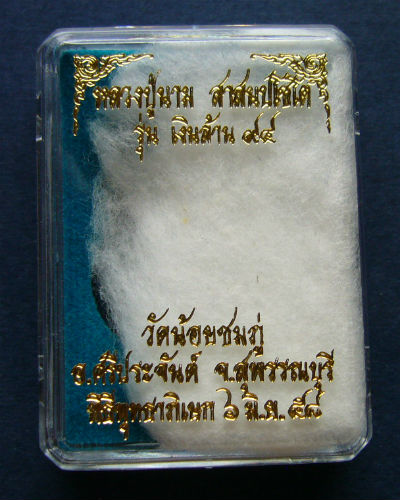 หลวงปู่นาม สาสนปโชโต
รุ่น เงินล้าน ๙๔
วัดน้อยชมภู่
อ.ศรีประจันต์ จ.สุพรรณบุรี
พิธีพุทธาภิเษก ๖ มิ.ย. ๕๔